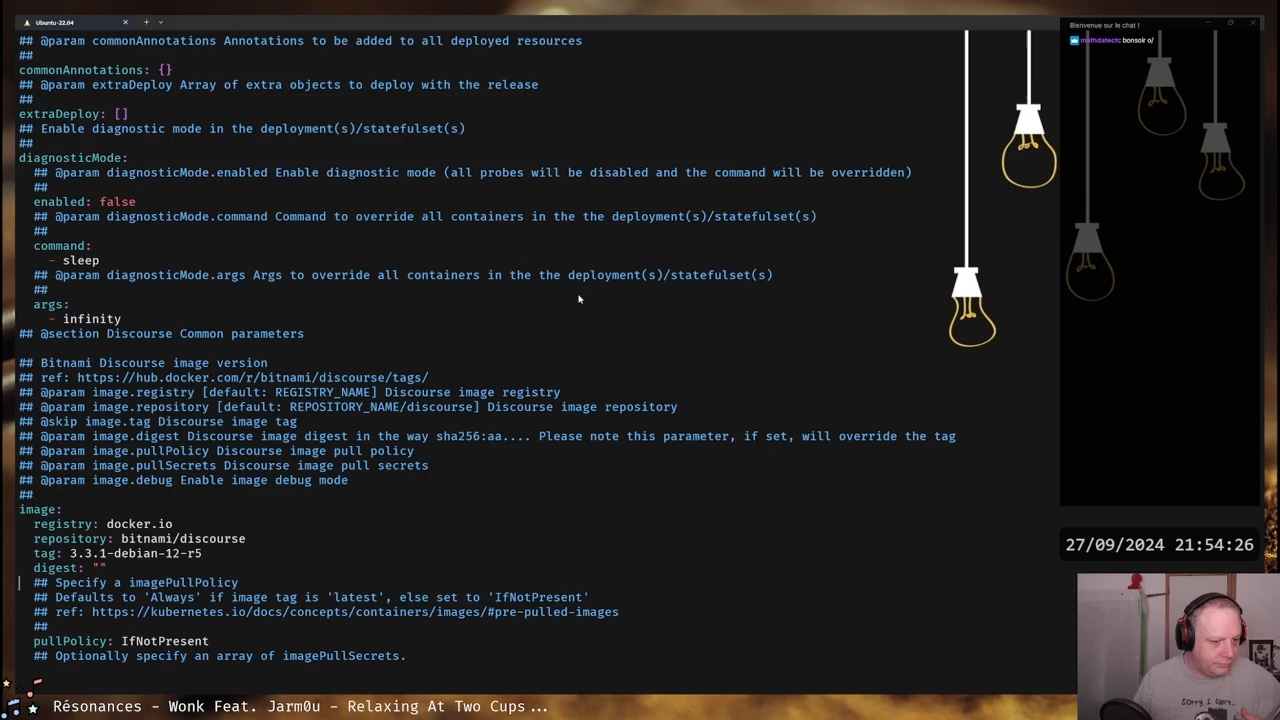 Ubuntu-22.04
## @param commonAnnotations Annotations to be added to all deployed resources
##
commonAnnotations: {}
## @param extraDeploy Array of extra objects to deploy with the release
##
extraDeploy: []
## Enable diagnostic mode in the deployment(s)/statefulset(s)
##
diagnosticMode:
## @param diagnosticMode.enabled Enable diagnostic mode (all probes will be disabled and the command will be overridden)
##
enabled: false
## @param diagnosticMode.command Command to override all containers in the the deployment(s)/statefulset(s)
##
command:
- sleep
## @param diagnosticMode.args Args to override all containers in the the deployment(s)/statefulset(s)
##
args:
- infinity
## @section Discourse Common parameters
## Bitnami Discourse image version
## ref: https://hub.docker.com/r/bitnami/discourse/tags/
## @param image.registry [default: REGISTRY_NAME] Discourse image registry
## @param image.repository [default: REPOSITORY_NAME/discourse] Discourse image repository
## @skip image.tag Discourse image tag
## @param image.digest Discourse image digest in the way sha256:aa.... Please note this parameter, if set, will override the tag
## @param image.pullPolicy Discourse image pull policy
## @param image.pullSecrets Discourse image pull secrets
## @param image.debug Enable image debug mode
##
image:
registry: docker.io
repository: bitnami/discourse
tag: 3.3.1-debian-12-r5
digest: ""
## Specify a imagePullPolicy
## Defaults to 'Always' if image tag is 'latest', else set to 'IfNotPresent'
## ref: https://kubernetes.io/docs/concepts/containers/images/#pre-pulled-images
##
pullPolicy: IfNotPresent
## Optionally specify an array of imagePullSecrets.
Bienvenue sur le chat !
mathdatech: bonsoir o/
27/09/2024 21:54:26
SORRY I CAN'T...
Résonances - Wonk Feat. Jarm0u - Relaxing At Two Cups...